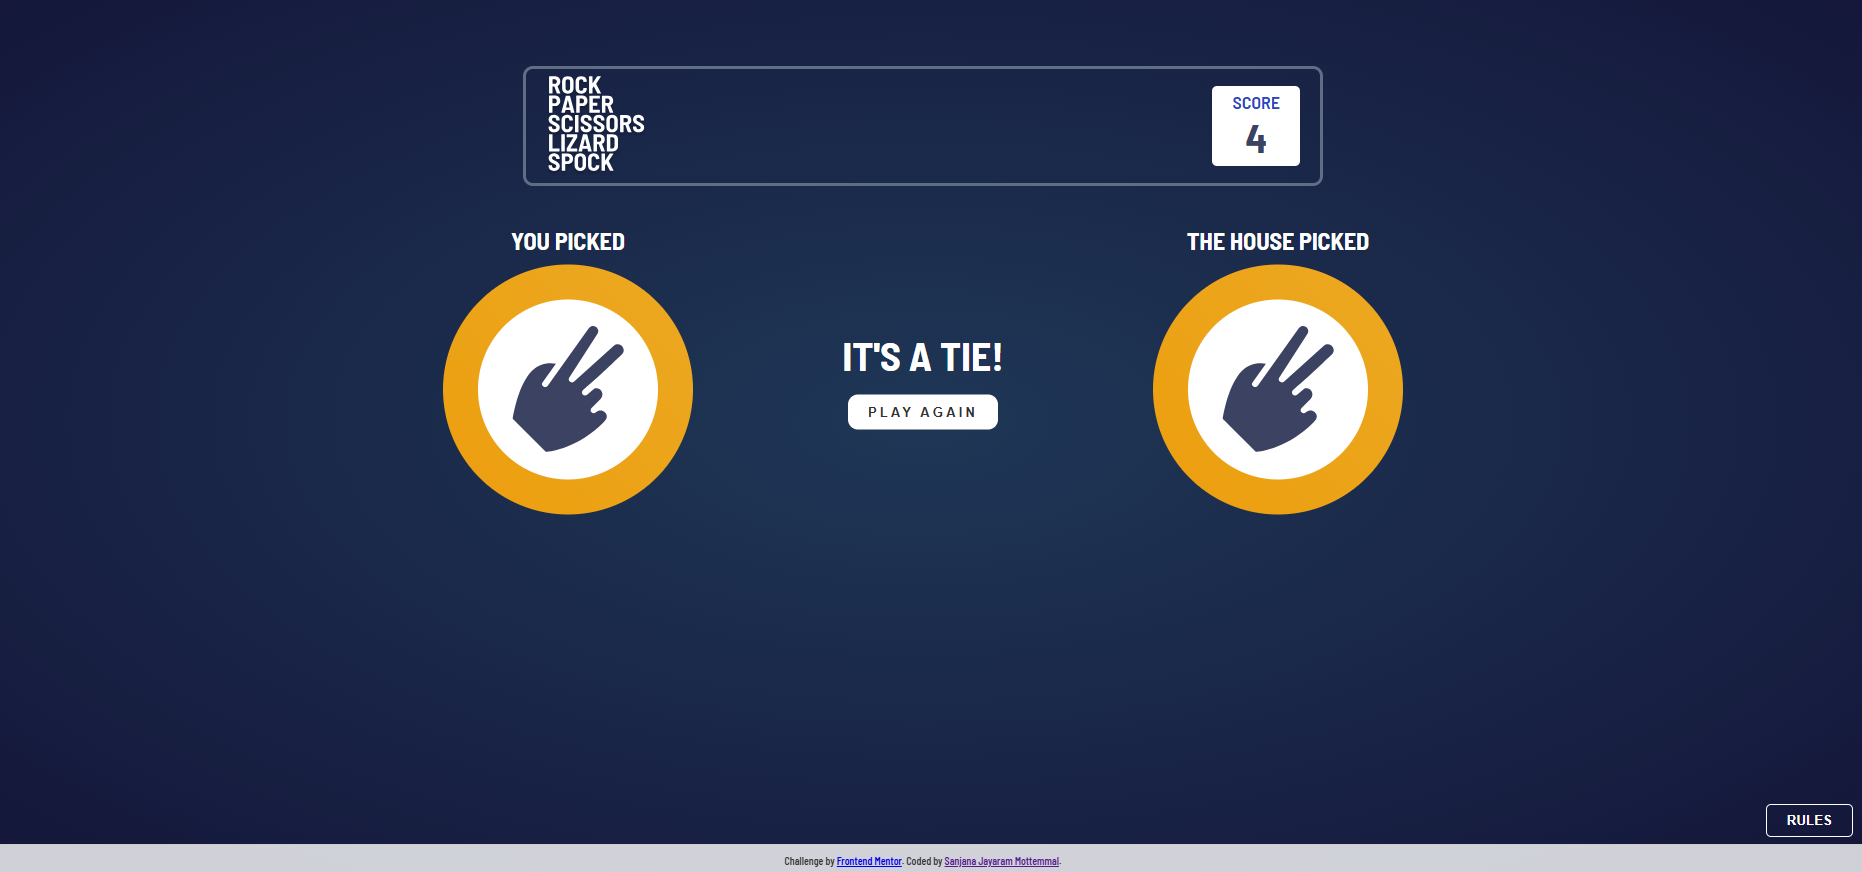 ROCK
PAPER
SCISSORS
LIZARD
SPOCK
SCORE
4
YOU PICKED
THE HOUSE PICKED
IT'S A TIE!
PLAY AGAIN
RULES
Challenge by Frontend Mentor. Coded by Sanjana Jayaram Mottemmal.